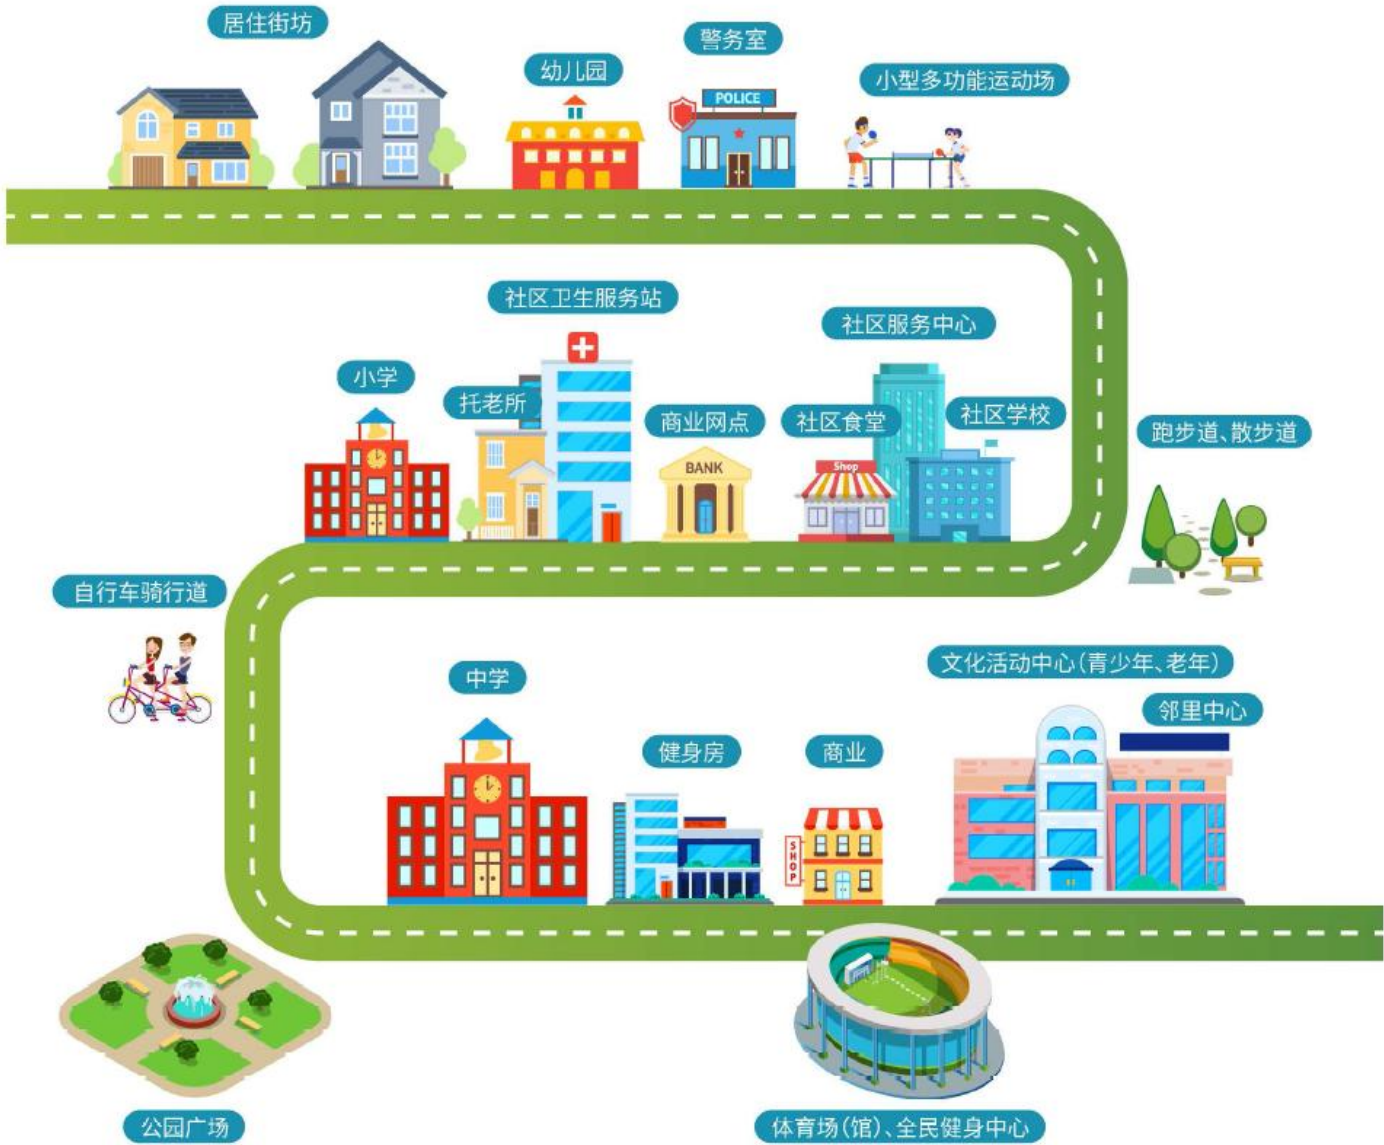 居住街坊
幼儿园
警务室
小型多功能运动场
POLICE
社区卫生服务站
社区服务中心
小学
托老所
商业网点
社区食堂
社区学校
跑步道、散步道
BANK
Shop
自行车骑行道
中学
健身房
商业
文化活动中心(青少年、老年)
邻里中心
SHOP
公园广场
体育场(馆)、全民健身中心